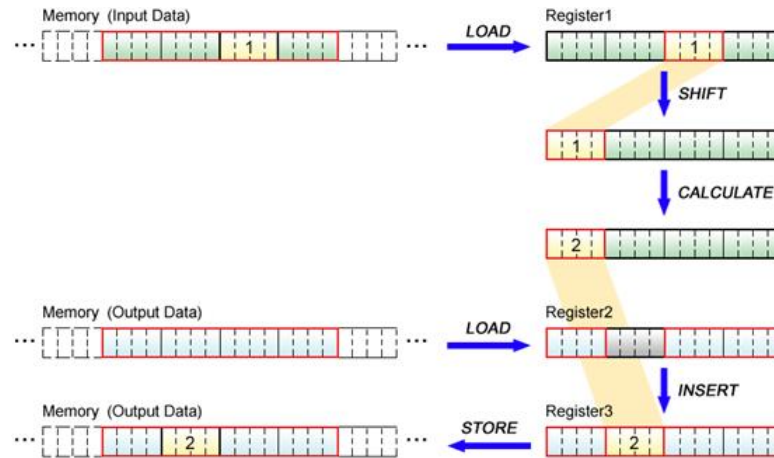 Memory (Input Data)
Register1
... 1 ...
LOAD
1
SHIFT
1
CALCULATE
2
Memory (Output Data)
Register2
... ...
LOAD
INSERT
Memory (Output Data)
Register3
... 2 ...
STORE
2